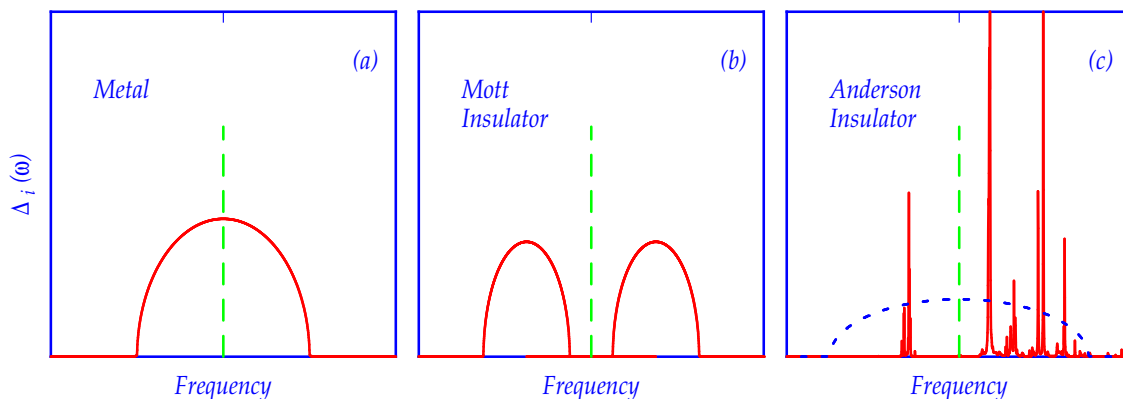 (a)
Metal
(b)
Mott
Insulator
(c)
Anderson
Insulator
Δ i (ω)
Frequency
Frequency
Frequency